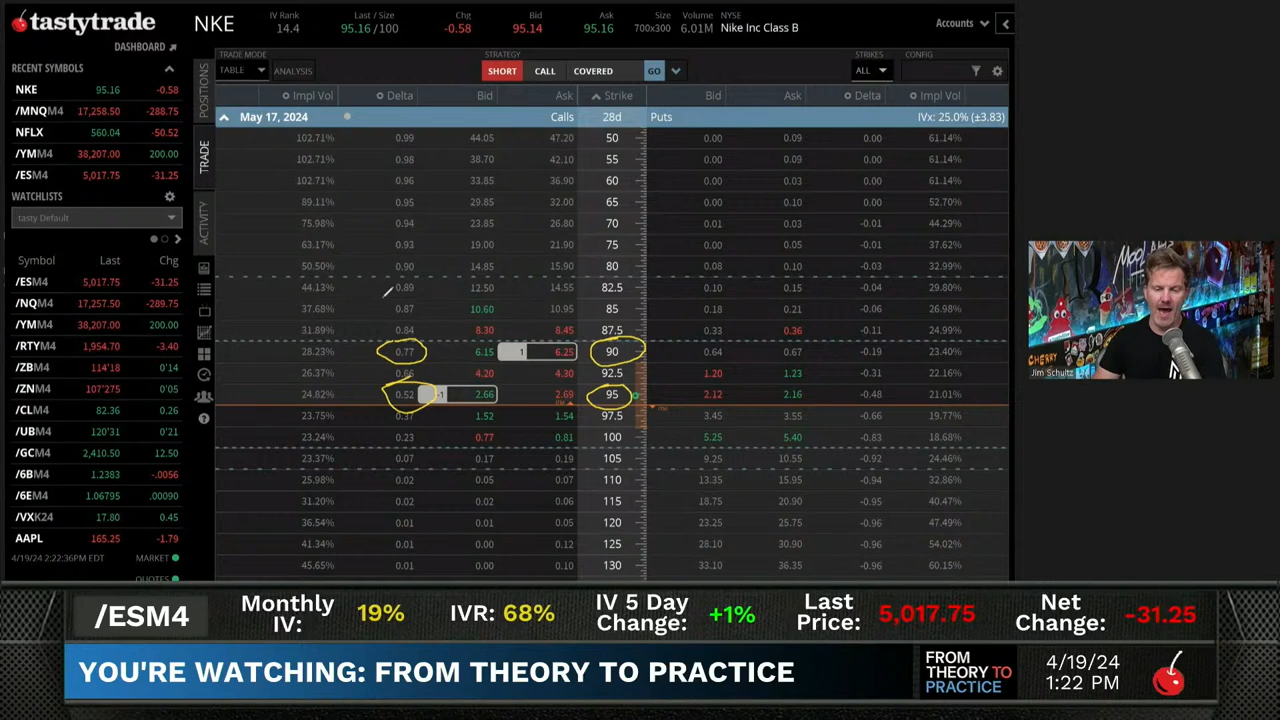 tastytrade
DASHBOARD
RECENT SYMBOLS
NKE 95.16 -0.58
/MNQM4 17,258.50 -288.75
NFLX 560.04 -50.52
/YMM4 38,207.00 200.00
/ESM4 5,017.75 -31.25
WATCHLISTS
tasty Default
Symbol Last Chg
/ESM4 5,017.75 -31.25
/NQM4 17,257.50 -289.75
/YMM4 38,207.00 200.00
/RTYM4 1,954.70 -3.40
/ZBM4 114'18 0'14
/ZNM4 107'275 0'05
/CLM4 82.36 0.26
/UBM4 120'31 0'21
/GCM4 2,410.50 12.50
/6BM4 1.2383 -.0056
/6EM4 1.06795 .00090
/VXK24 17.80 0.45
AAPL 165.25 -1.79
4/19/24 2:22:36PM EDT MARKET
QUOTES
POSITIONS
TRADE
ACTIVITY
NKE
IV Rank Last / Size Chg Bid Ask Size Volume NYSE
14.4 95.16 /100 -0.58 95.14 95.16 700x300 6.01M Nike Inc Class B
Accounts
TRADE MODE STRATEGY STRIKES CONFIG
TABLE ANALYSIS SHORT CALL COVERED GO ALL
Impl Vol Delta Bid Ask Strike Bid Ask Delta Impl Vol
May 17, 2024 Calls 28d Puts IVx: 25.0% (±3.83)
102.71% 0.99 44.05 47.20 50 0.00 0.09 0.00 61.14%
102.71% 0.98 38.70 42.10 55 0.00 0.09 0.00 61.14%
102.71% 0.96 33.85 36.90 60 0.00 0.03 0.00 61.14%
89.11% 0.95 29.85 32.00 65 0.00 0.10 0.00 52.70%
75.98% 0.94 23.85 26.80 70 0.00 0.02 -0.01 44.29%
63.17% 0.93 19.00 21.90 75 0.00 0.05 -0.01 37.62%
50.50% 0.90 14.85 15.90 80 0.08 0.10 -0.03 32.99%
44.13% 0.89 12.50 14.55 82.5 0.10 0.15 -0.04 29.80%
37.68% 0.87 10.60 10.95 85 0.15 0.18 -0.06 26.98%
31.89% 0.84 8.30 8.45 87.5 0.33 0.36 -0.11 24.99%
28.23% 0.77 6.15 1 6.25 90 0.64 0.67 -0.19 23.40%
26.37% 0.66 4.20 4.30 92.5 1.20 1.23 -0.31 22.16%
24.82% 0.52 -1 2.66 2.69 95 2.12 2.16 -0.48 21.01%
23.75% 0.37 1.52 1.54 97.5 3.45 3.55 -0.66 19.77%
23.24% 0.23 0.77 0.81 100 5.25 5.40 -0.83 18.68%
23.37% 0.07 0.17 0.19 105 9.25 10.55 -0.92 24.46%
25.98% 0.02 0.05 0.07 110 13.35 15.95 -0.94 32.86%
31.20% 0.02 0.02 0.06 115 18.75 20.90 -0.95 40.47%
36.54% 0.01 0.01 0.05 120 23.25 25.75 -0.96 47.49%
41.34% 0.01 0.00 0.12 125 28.10 30.90 -0.96 54.02%
45.65% 0.01 0.00 0.10 130 33.10 36.35 -0.96 60.15%
CHERRY
Jim Schultz
/ESM4 Monthly IV: 19% IVR: 68% IV 5 Day Change: +1% Last Price: 5,017.75 Net Change: -31.25
YOU'RE WATCHING: FROM THEORY TO PRACTICE
FROM
THEORY TO
PRACTICE
4/19/24
1:22 PM